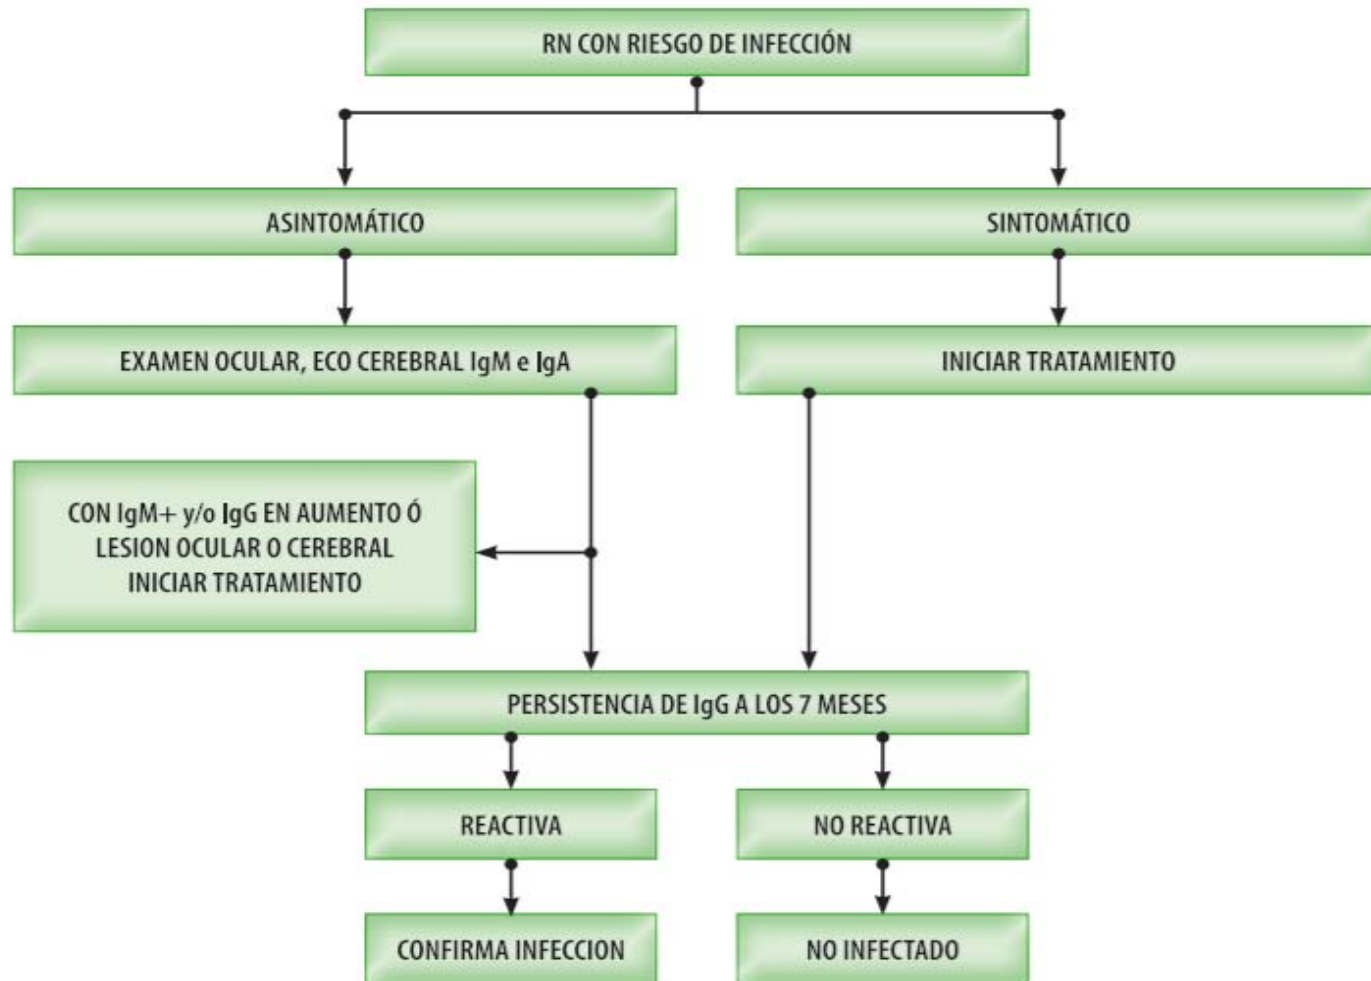 RN CON RIESGO DE INFECCIÓN
ASINTOMÁTICO
SINTOMÁTICO
EXAMEN OCULAR, ECO CEREBRAL IgM e IgA
INICIAR TRATAMIENTO
CON IgM+ y/o IgG EN AUMENTO Ó
LESION OCULAR O CEREBRAL
INICIAR TRATAMIENTO
PERSISTENCIA DE IgG A LOS 7 MESES
REACTIVA
NO REACTIVA
CONFIRMA INFECCION
NO INFECTADO